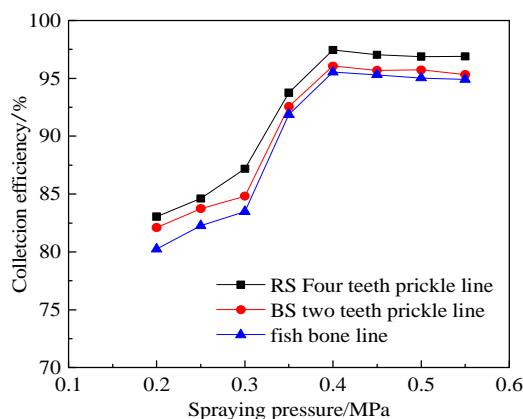 100
95
90
85
80
75
70
Colletcion efficiency/%
RS Four teeth prickle line
BS two teeth prickle line
fish bone line
0.1 0.2 0.3 0.4 0.5 0.6
Spraying pressure/MPa